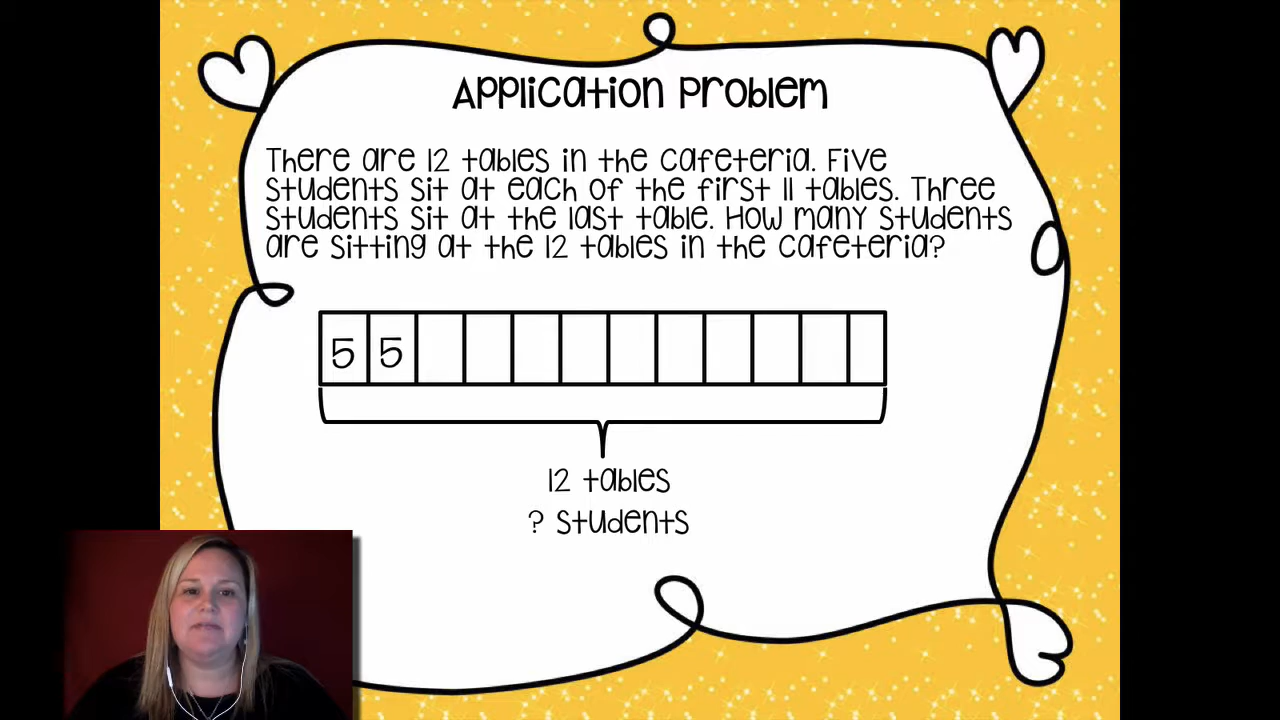 Application Problem
There are 12 tables in the cafeteria. Five
students sit at each of the first 11 tables. Three
students sit at the last table. How many students
are sitting at the 12 tables in the cafeteria?
5 5
12 tables
? students